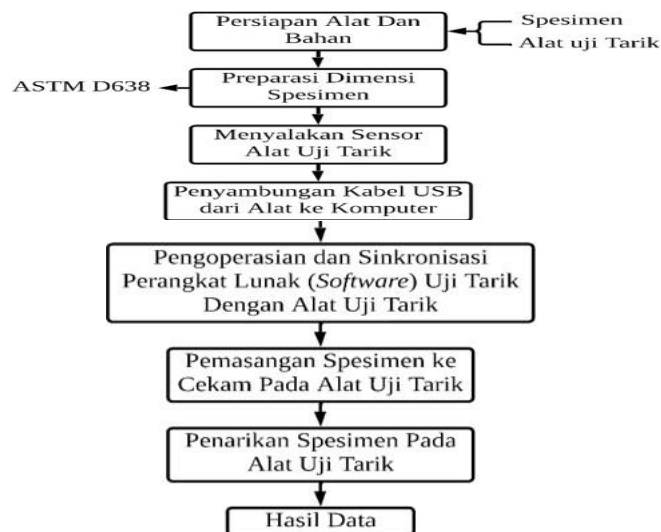 Persiapan Alat Dan
Bahan
Spesimen
Alat uji Tarik
ASTM D638
Preparasi Dimensi
Spesimen
Menyalakan Sensor
Alat Uji Tarik
Penyambungan Kabel USB
dari Alat ke Komputer
Pengoperasian dan Sinkronisasi
Perangkat Lunak (Software) Uji Tarik
Dengan Alat Uji Tarik
Pemasangan Spesimen ke
Cekam Pada Alat Uji Tarik
Penarikan Spesimen Pada
Alat Uji Tarik
Hasil Data